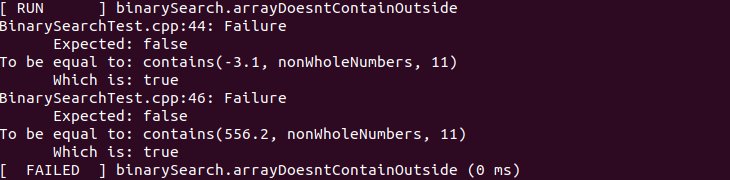 [ RUN      ] binarySearch.arrayDoesntContainOutside
BinarySearchTest.cpp:44: Failure
      Expected: false
To be equal to: contains(-3.1, nonWholeNumbers, 11)
      Which is: true
BinarySearchTest.cpp:46: Failure
      Expected: false
To be equal to: contains(556.2, nonWholeNumbers, 11)
      Which is: true
[  FAILED  ] binarySearch.arrayDoesntContainOutside (0 ms)